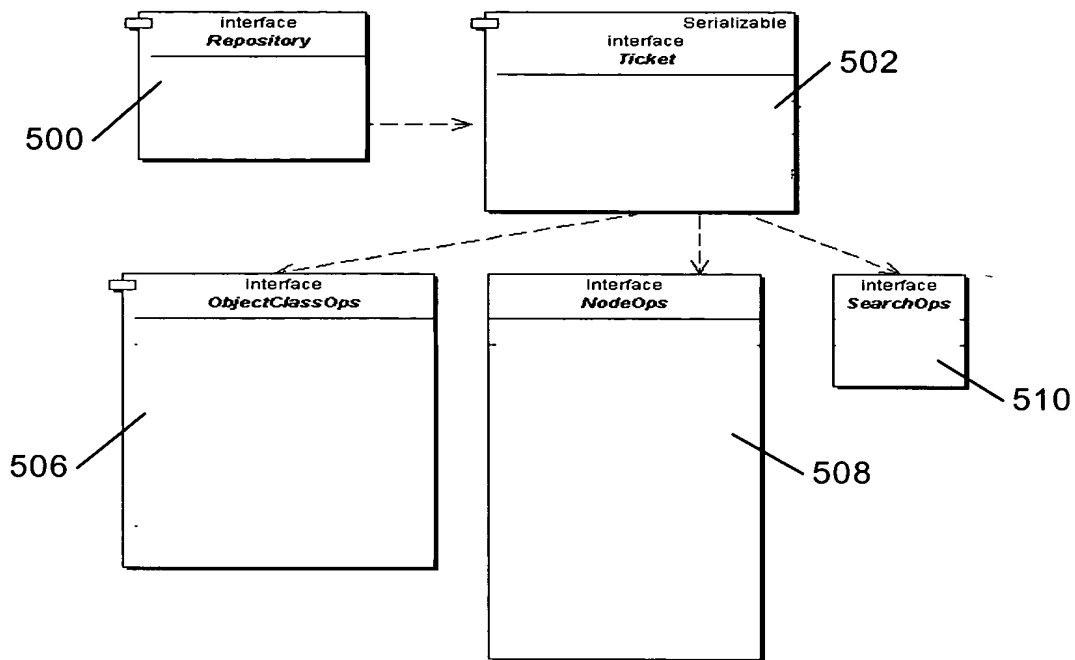 interface
Repository
500
Serializable
interface
Ticket
502
interface
ObjectClassOps
506
interface
NodeOps
508
interface
SearchOps
510